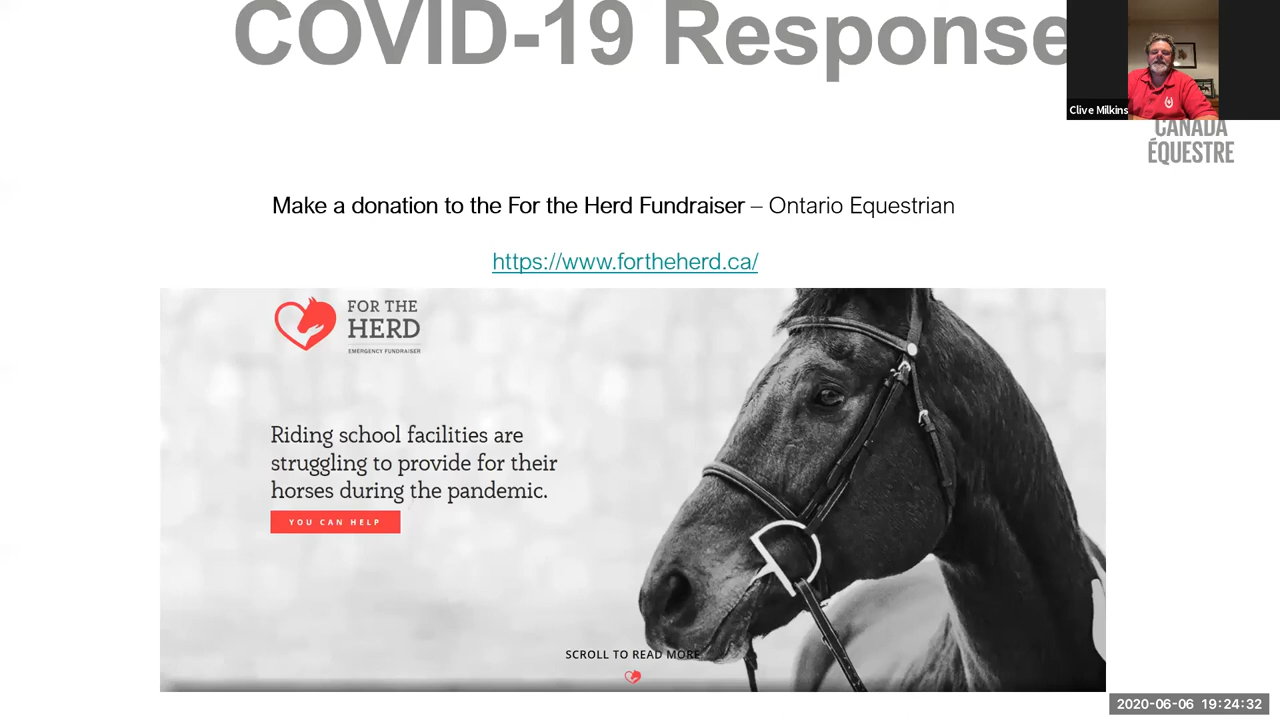 COVID-19 Response
Clive Milkins
CANADA
ÉQUESTRE
Make a donation to the For the Herd Fundraiser – Ontario Equestrian
https://www.fortheherd.ca/
FOR THE
HERD
EMERGENCY FUNDRAISER
Riding school facilities are
struggling to provide for their
horses during the pandemic.
YOU CAN HELP
SCROLL TO READ MORE
2020-06-06 19:24:32